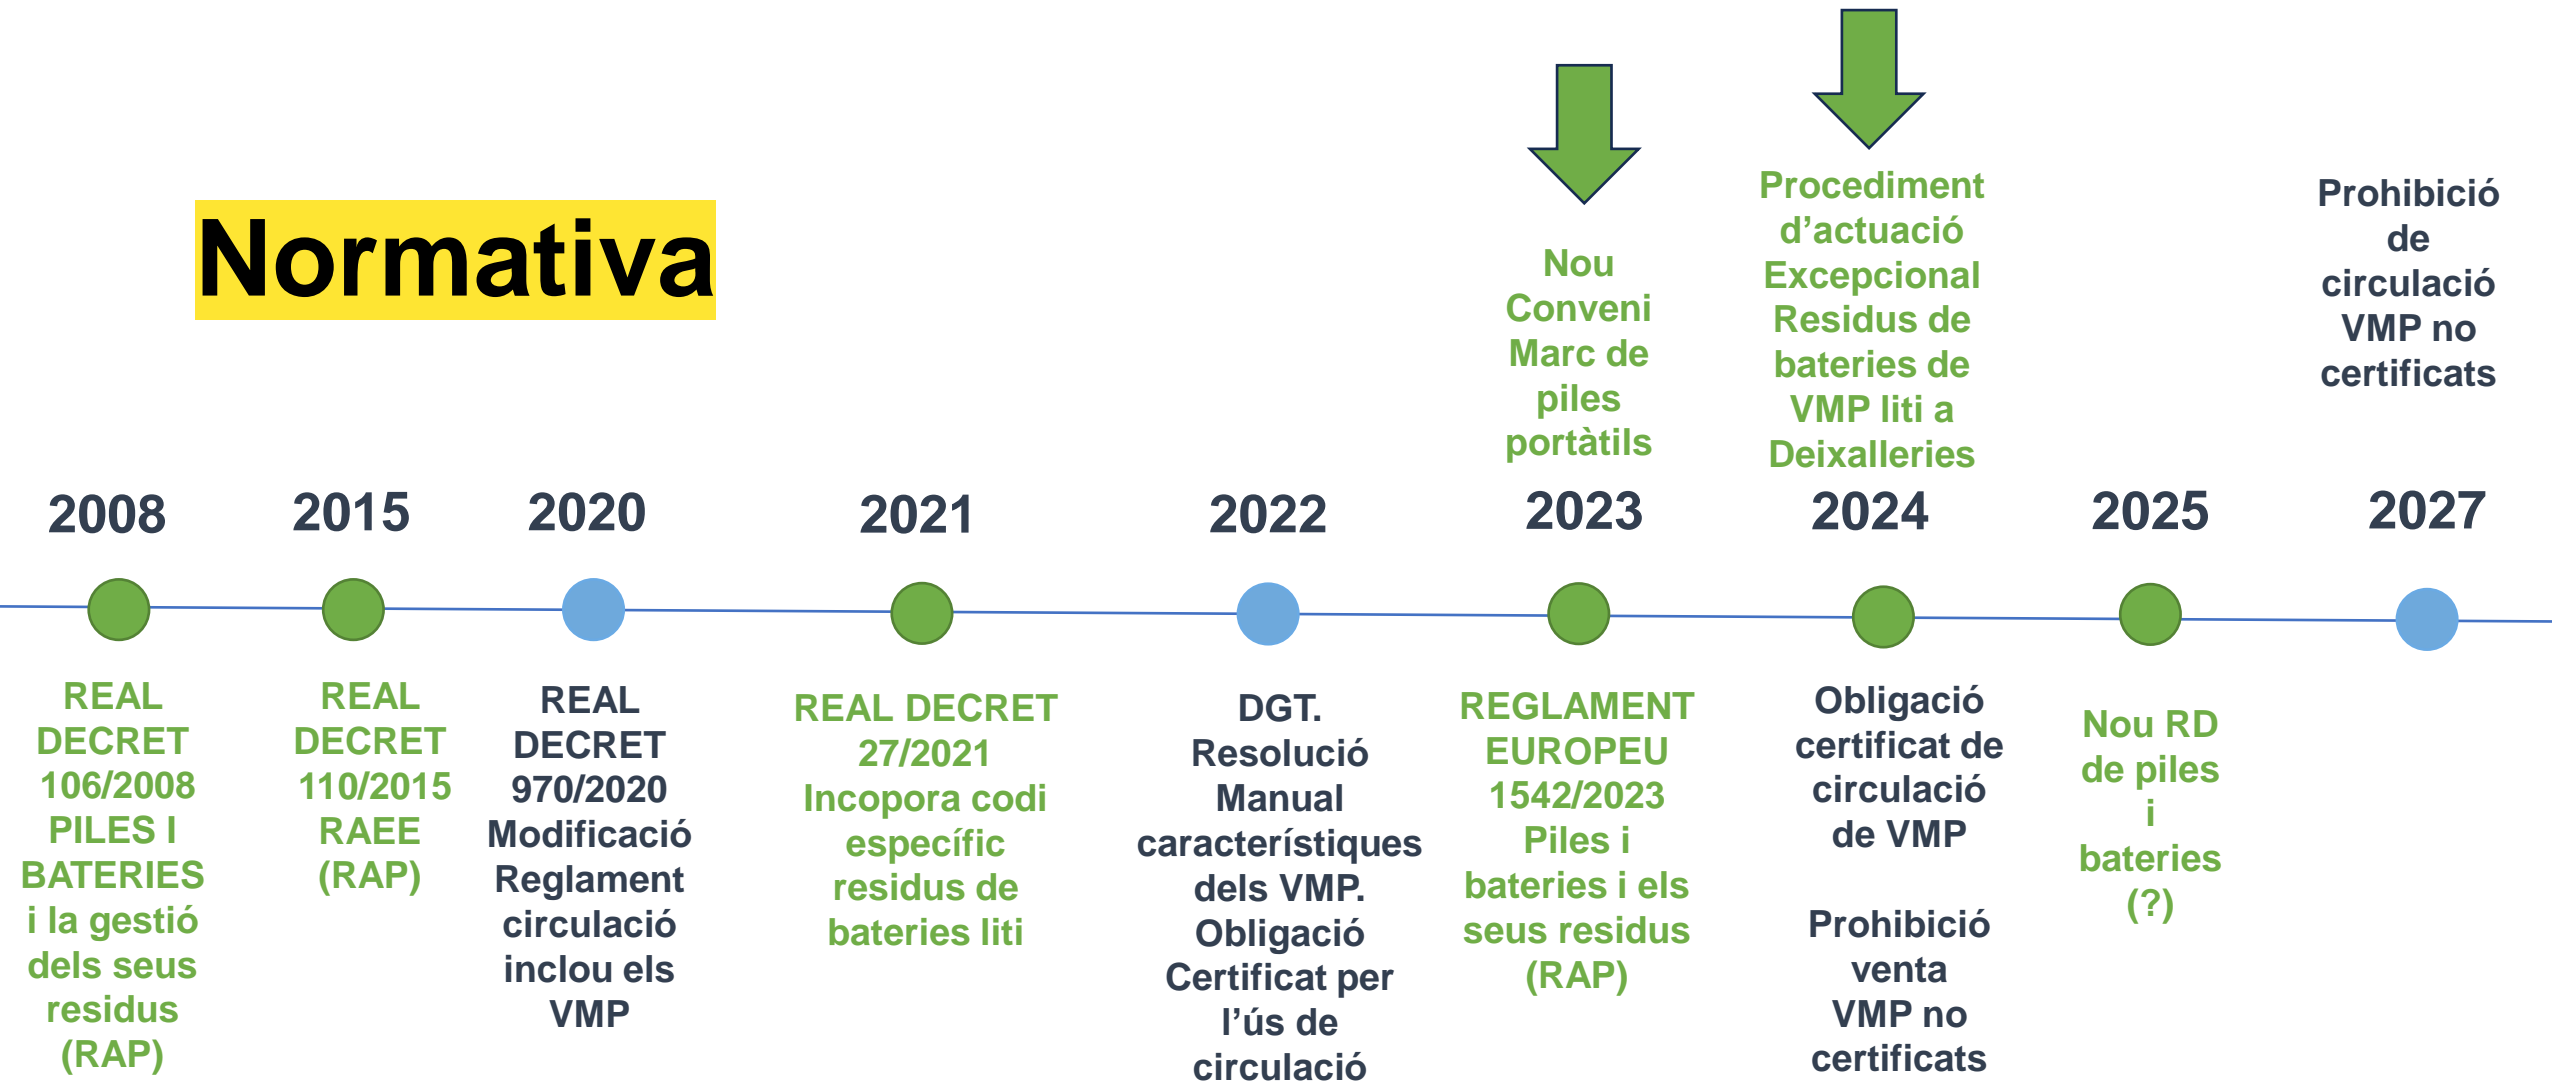 Normativa
Nou
Conveni
Marc de
piles
portàtils
Procediment
d’actuació
Excepcional
Residus de
bateries de
VMP liti a
Deixalleries
Prohibició
de
circulació
VMP no
certificats
2008
2015
2020
2021
2022
2023
2024
2025
2027
REAL
DECRET
106/2008
PILES I
BATERIES
i la gestió
dels seus
residus
(RAP)
REAL
DECRET
110/2015
RAEE
(RAP)
REAL
DECRET
970/2020
Modificació
Reglament
circulació
inclou els
VMP
REAL DECRET
27/2021
Incopora codi
específic
residus de
bateries liti
DGT.
Resolució
Manual
característiques
dels VMP.
Obligació
Certificat per
l’ús de
circulació
REGLAMENT
EUROPEU
1542/2023
Piles i
bateries i els
seus residus
(RAP)
Obligació
certificat de
circulació
de VMP
Prohibició
venta
VMP no
certificats
Nou RD
de piles
i
bateries
(?)